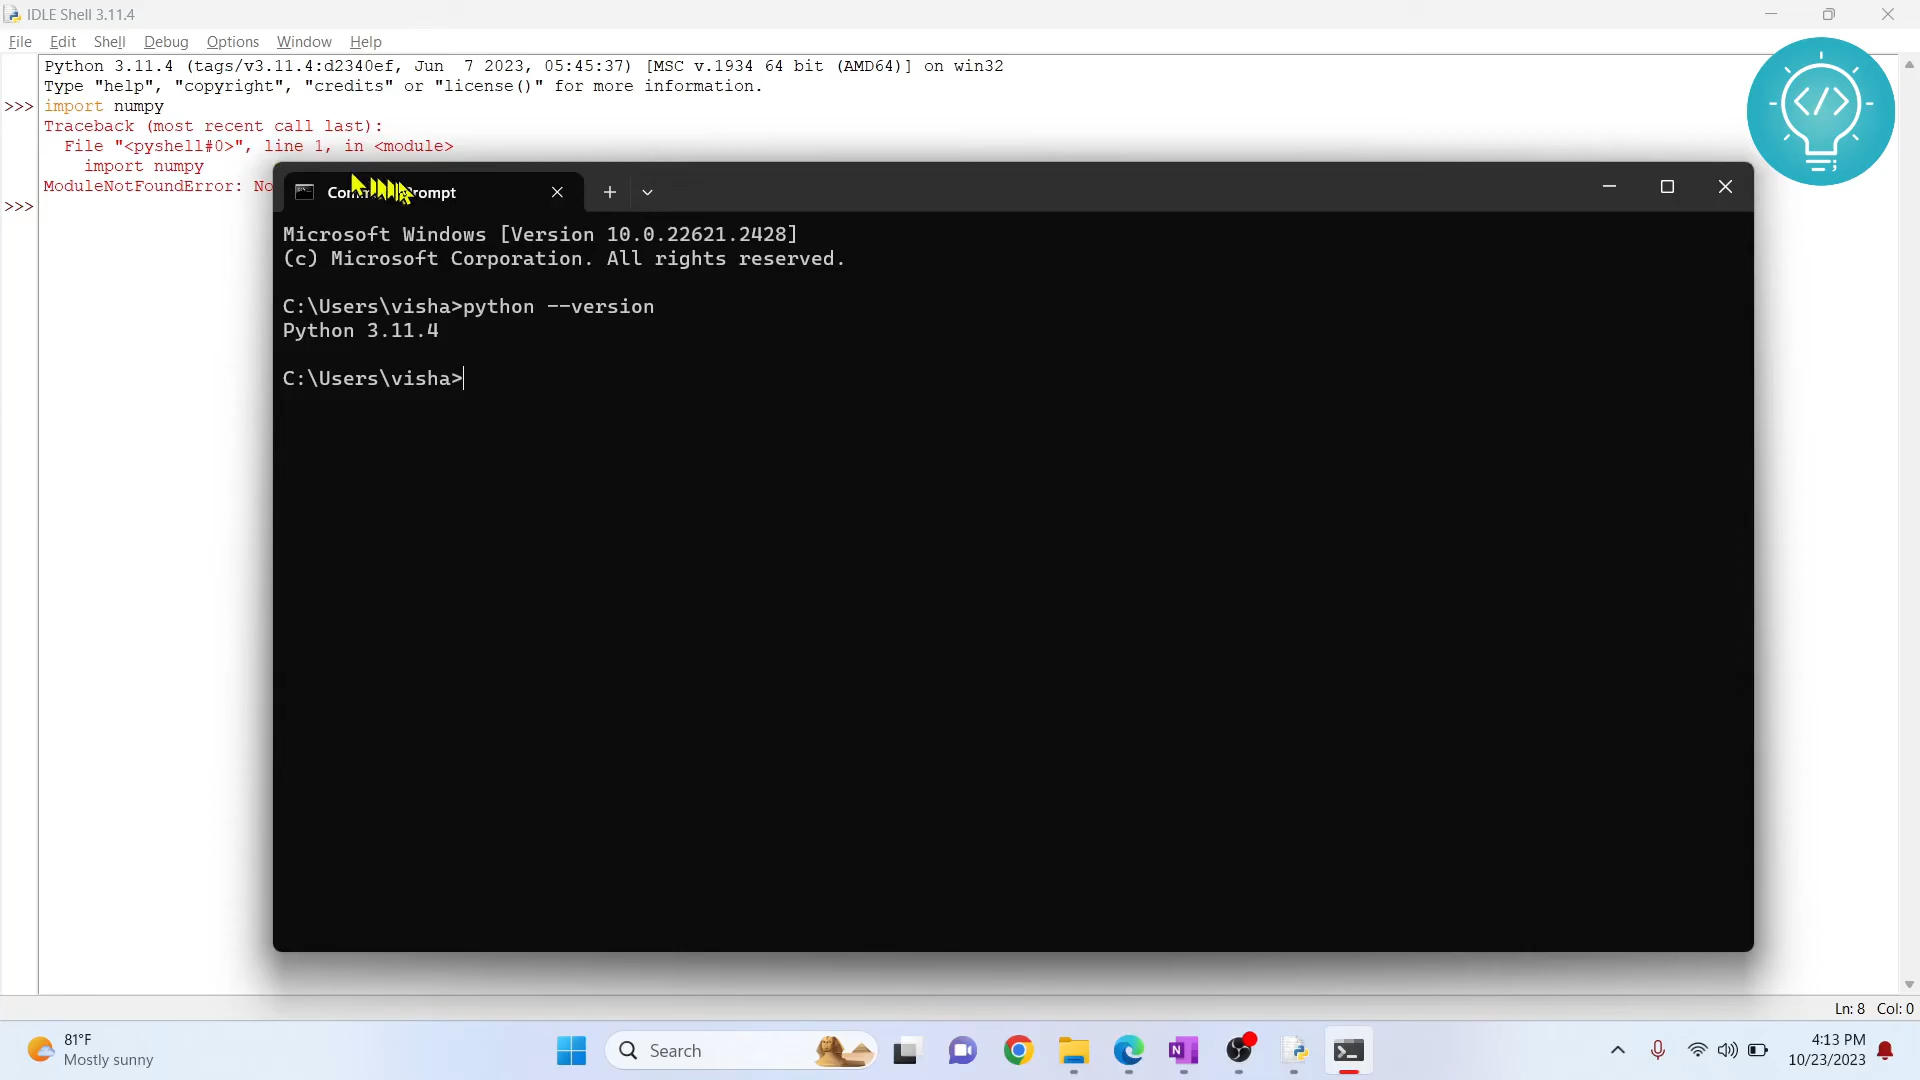 IDLE Shell 3.11.4
File Edit Shell Debug Options Window Help
Python 3.11.4 (tags/v3.11.4:d2340ef, Jun  7 2023, 05:45:37) [MSC v.1934 64 bit (AMD64)] on win32
Type "help", "copyright", "credits" or "license()" for more information.
>>> import numpy
Traceback (most recent call last):
File "<pyshell#0>", line 1, in <module>
import numpy
ModuleNotFoundError: No
>>>
Prompt
Microsoft Windows [Version 10.0.22621.2428]
(c) Microsoft Corporation. All rights reserved.
C:\Users\visha>python --version
Python 3.11.4
C:\Users\visha>
</>
Ln: 8 Col: 0
81°F
Mostly sunny
Search
N
4:13 PM
10/23/2023